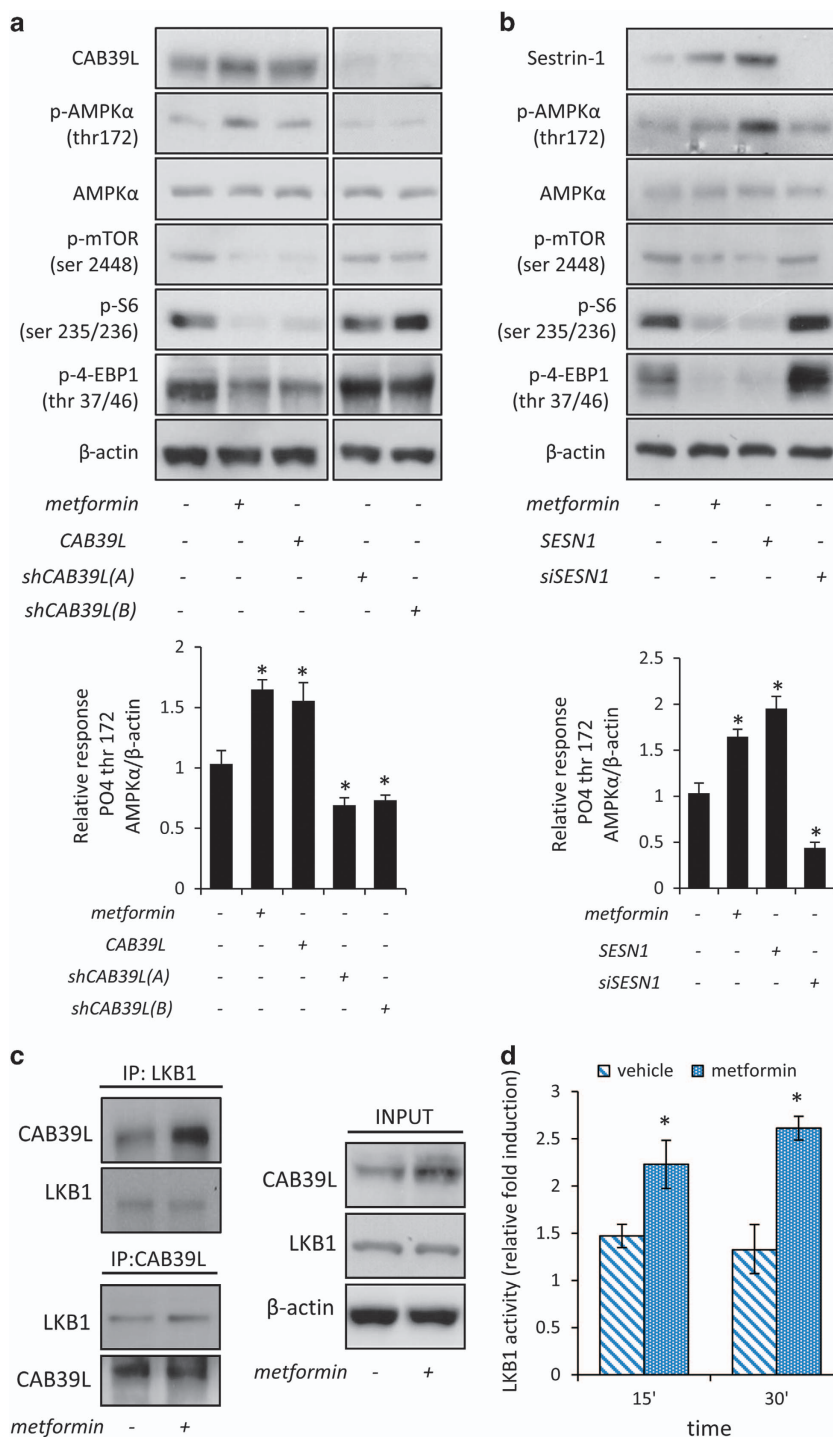 a
CAB39L
p-AMPKα
(thr172)
AMPKα
p-mTOR
(ser 2448)
p-S6
(ser 235/236)
p-4-EBP1
(thr 37/46)
β-actin
metformin - + - - -
CAB39L - - + - -
shCAB39L(A) - - - + -
shCAB39L(B) - - - - +
Relative response
PO4 thr 172
AMPKα/β-actin
2
1.5
1
0.5
0
* * * *
metformin - + - - -
CAB39L - - + - -
shCAB39L(A) - - - + -
shCAB39L(B) - - - - +
b
Sestrin-1
p-AMPKα
(thr172)
AMPKα
p-mTOR
(ser 2448)
p-S6
(ser 235/236)
p-4-EBP1
(thr 37/46)
β-actin
metformin - + - -
SESN1 - - + -
siSESN1 - - - +
Relative response
PO4 thr 172
AMPKα/β-actin
2.5
2
1.5
1
0.5
0
* * *
metformin - + - -
SESN1 - - + -
siSESN1 - - - +
c
IP: LKB1
CAB39L
LKB1
IP:CAB39L
LKB1
CAB39L
metformin - +
INPUT
CAB39L
LKB1
β-actin
metformin - +
d
vehicle metformin
LKB1 activity (relative fold induction)
3
2.5
2
1.5
1
0.5
0
* *
15' 30'
time